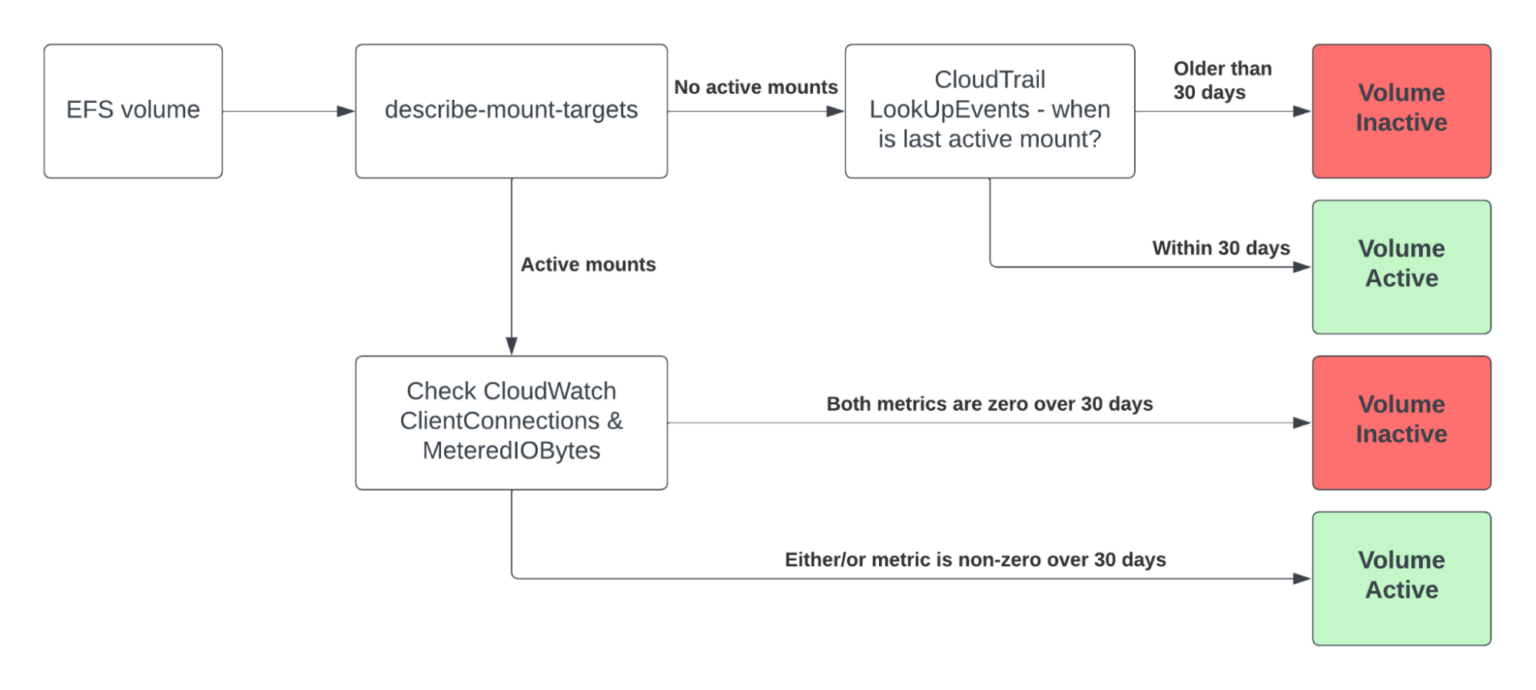 EFS volume
describe-mount-targets
No active mounts
CloudTrail
LookUpEvents - when
is last active mount?
Older than
30 days
Volume
Inactive
Within 30 days
Volume
Active
Active mounts
Check CloudWatch
ClientConnections &
MeteredIOBytes
Both metrics are zero over 30 days
Volume
Inactive
Either/or metric is non-zero over 30 days
Volume
Active